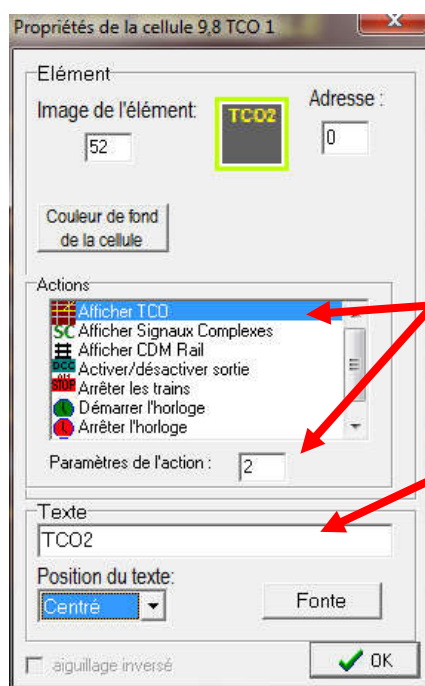 Propriétés de la cellule 9,8 TCO 1
Elément
Image de l'élément:
TCO2
Adresse :
52
0
Couleur de fond
de la cellule
Actions
Afficher TCO
SC Afficher Signaux Complexes
Afficher CDM Rail
DCC Activer/désactiver sortie
STOP Arrêter les trains
Démarrer l'horloge
Arrêter l'horloge
Paramètres de l'action :
2
Texte
TCO2
Position du texte:
Centré
Fonte
aiguillage inversé
OK